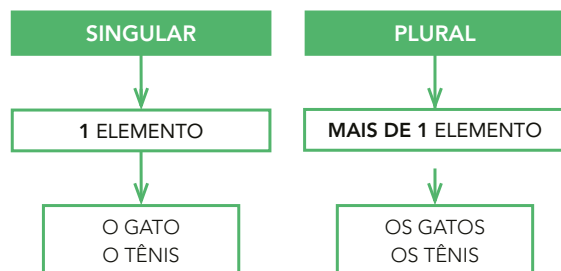 SINGULAR
1 ELEMENTO
O GATO
O TÊNIS
PLURAL
MAIS DE 1 ELEMENTO
OS GATOS
OS TÊNIS